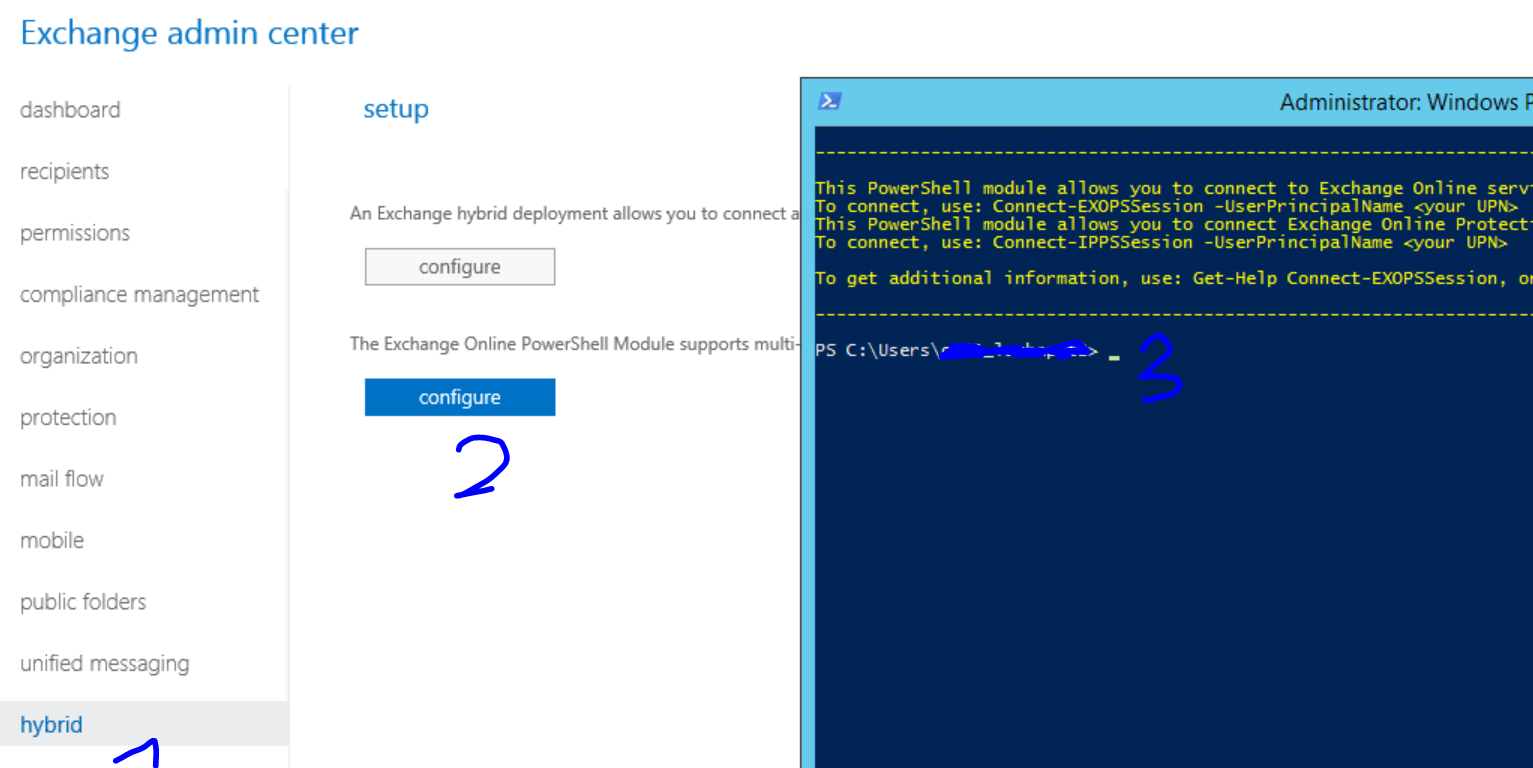 Exchange admin center
dashboard
recipients
permissions
compliance management
organization
protection
mail flow
mobile
public folders
unified messaging
hybrid
1
setup
An Exchange hybrid deployment allows you to connect a
configure
The Exchange Online PowerShell Module supports multi-
configure
2
Administrator: Windows P
--------------------------------------------------------------------
This PowerShell module allows you to connect to Exchange Online serv
To connect, use: Connect-EXOPSSession -UserPrincipalName <your UPN>
This PowerShell module allows you to connect Exchange Online Protect
To connect, use: Connect-IPPSSession -UserPrincipalName <your UPN>
To get additional information, use: Get-Help Connect-EXOPSSession, or
--------------------------------------------------------------------
PS C:\Users\ > _
3